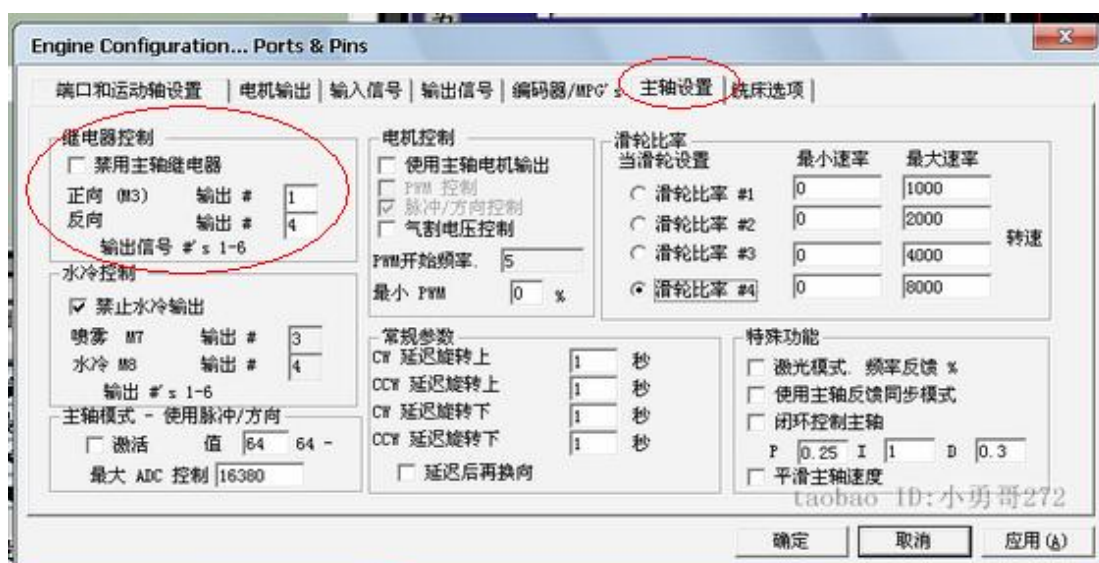 Engine Configuration... Ports & Pins
端口和运动轴设置 电机输出 输入信号 输出信号 编码器/MPG's 主轴设置 铣床选项
继电器控制
禁用主轴继电器
正向 (M3) 输出 # 1
反向 输出 # 4
输出信号 #'s 1-6
水冷控制
禁止水冷输出
喷雾 M7 输出 # 3
水冷 M8 输出 # 4
输出 #'s 1-6
主轴模式 - 使用脉冲/方向
激活 值 64 64 -
最大 ADC 控制 16380
电机控制
使用主轴电机输出
PWM 控制
脉冲/方向控制
气割电压控制
PWM开始频率. 5
最小 PWM 0 %
常规参数
CW 延迟旋转上 1 秒
CCW 延迟旋转上 1 秒
CW 延迟旋转下 1 秒
CCW 延迟旋转下 1 秒
延迟后再换向
滑轮比率
当滑轮设置 最小速率 最大速率
滑轮比率 #1 0 1000
滑轮比率 #2 0 2000
滑轮比率 #3 0 4000
滑轮比率 #4 0 8000
转速
特殊功能
激光模式. 频率反馈 %
使用主轴反馈同步模式
闭环控制主轴
P 0.25 I 1 D 0.3
平滑主轴速度
taobao ID:小勇哥272
确定 取消 应用(A)